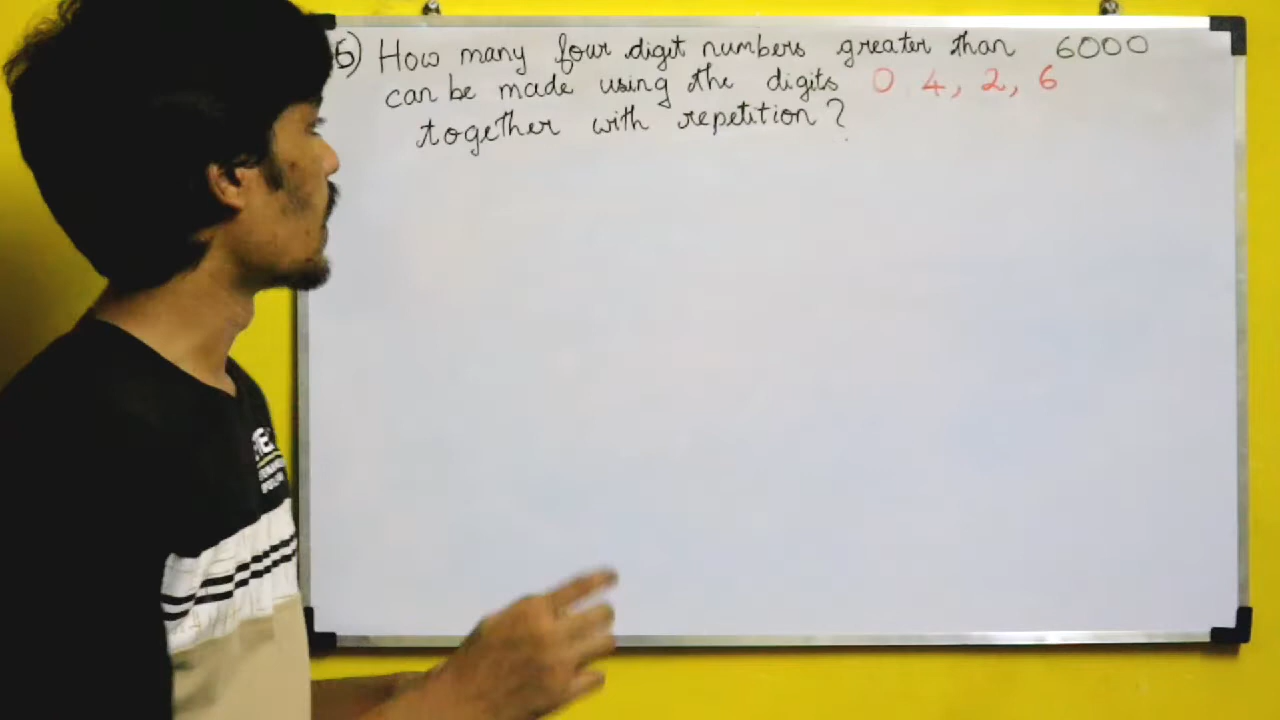 6) How many four digit numbers greater than 6000
can be made using the digits 0 4, 2, 6
together with repetition?